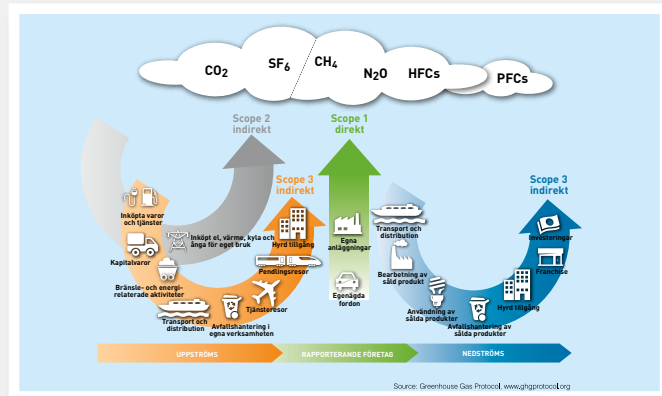 CO2
SF6
CH4
N2O
HFCs
PFCs
Scope 2
indirekt
Scope 1
direkt
Scope 3
indirekt
Scope 3
indirekt
Inköpta varor
och tjänster
Inköpt el, värme, kyla och
ånga för eget bruk
Kapitalvaror
Bränsle- och energi-
relaterade aktiviteter
Transport och
distribution
Avfallshantering i
egna verksamheten
Tjänsteresor
Pendlingsresor
Hyrd tillgång
Egna
anläggningar
Egenägda
fordon
Transport och
distribution
Bearbetning av
såld produkt
Användning av
sålda produkter
Avfallshantering av
sålda produkter
Hyrd tillgång
Franchise
Investeringar
UPPSTRÖMS
RAPPORTERANDE FÖRETAG
NEDSTRÖMS
Source: Greenhouse Gas Protocol, www.ghgprotocol.org